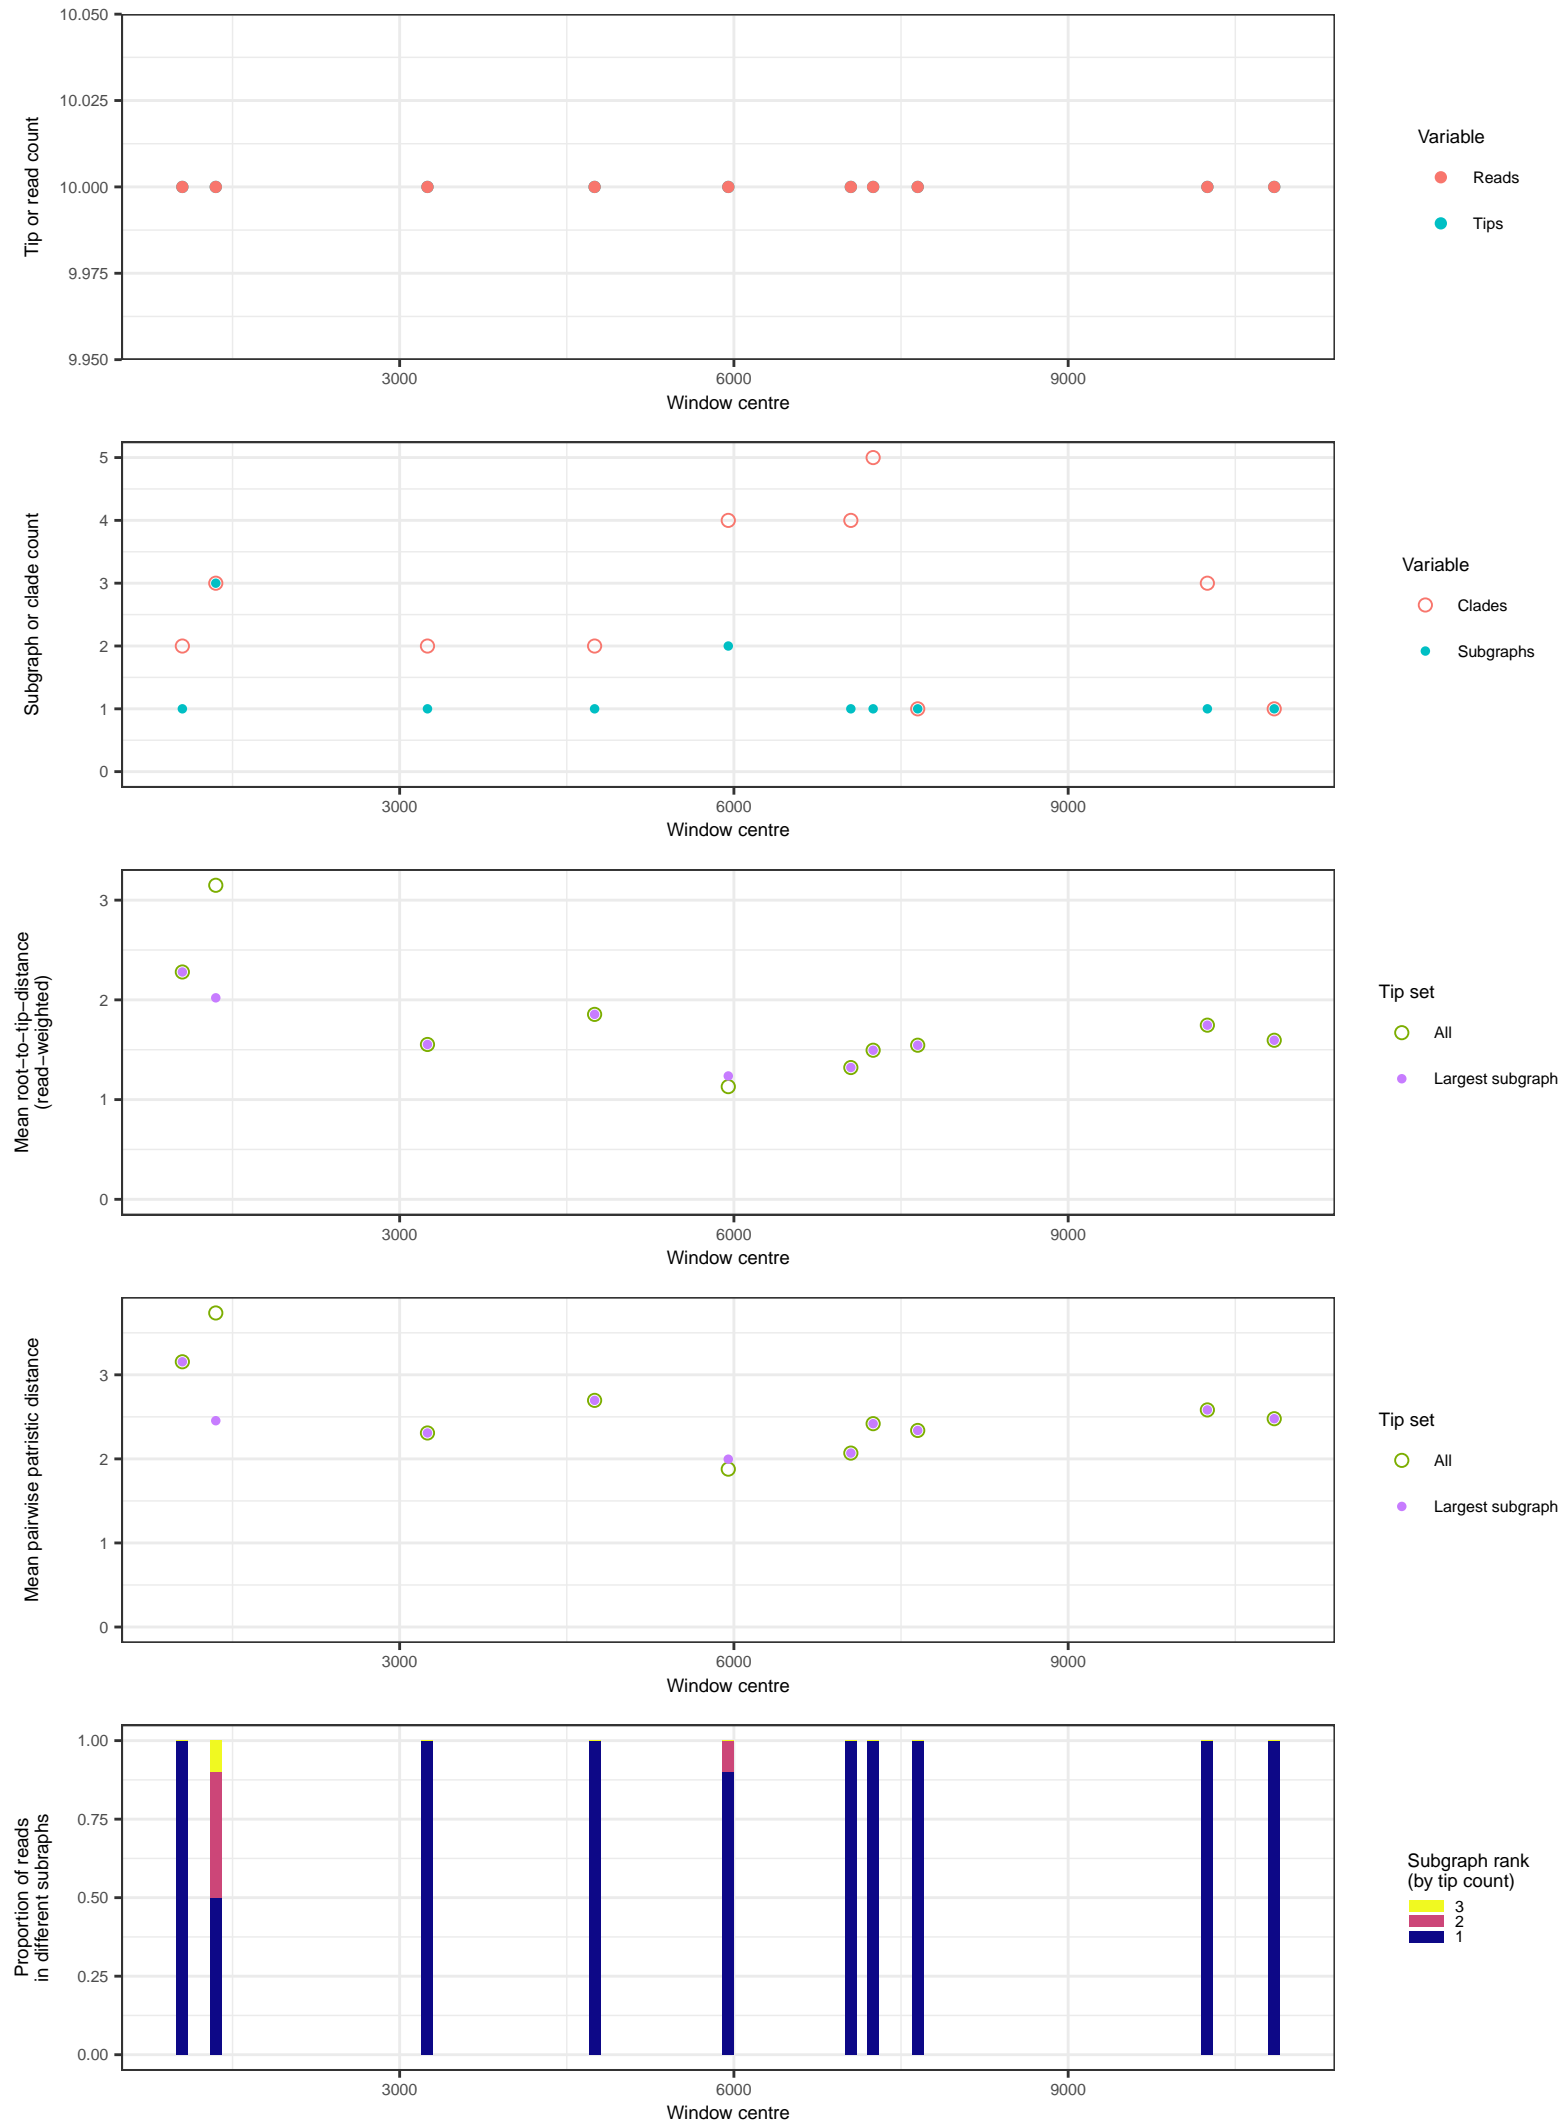 10.050
10.025
10.000
9.975
9.950
Tip or read count
3000 6000 9000
Window centre
Variable
Reads
Tips
5
4
3
2
1
0
Subgraph or clade count
3000 6000 9000
Window centre
Variable
Clades
Subgraphs
3
2
1
0
Mean root−to−tip−distance
(read−weighted)
3000 6000 9000
Window centre
Tip set
All
Largest subgraph
3
2
1
0
Mean pairwise patristic distance
3000 6000 9000
Window centre
Tip set
All
Largest subgraph
1.00
0.75
0.50
0.25
0.00
Proportion of reads
in different subraphs
3000 6000 9000
Window centre
Subgraph rank
(by tip count)
3
2
1